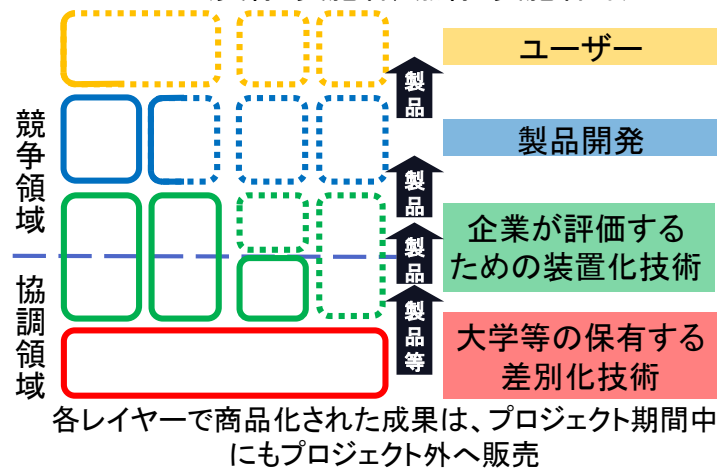 ユーザー
製品
製品開発
競争領域
製品
企業が評価する
ための装置化技術
製品
協調領域
製品等
大学等の保有する
差別化技術
各レイヤーで商品化された成果は、プロジェクト期間中
にもプロジェクト外へ販売